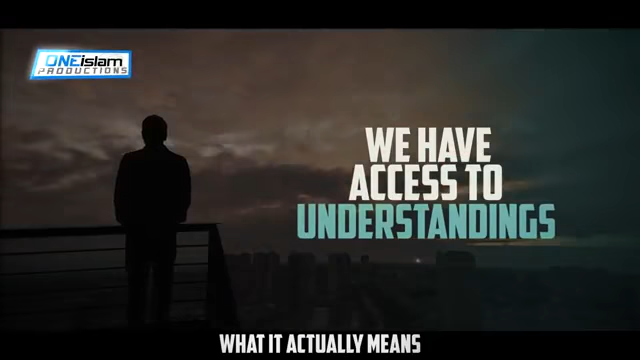 ONEislam
PRODUCTIONS
WE HAVE
ACCESS TO
UNDERSTANDINGS
WHAT IT ACTUALLY MEANS